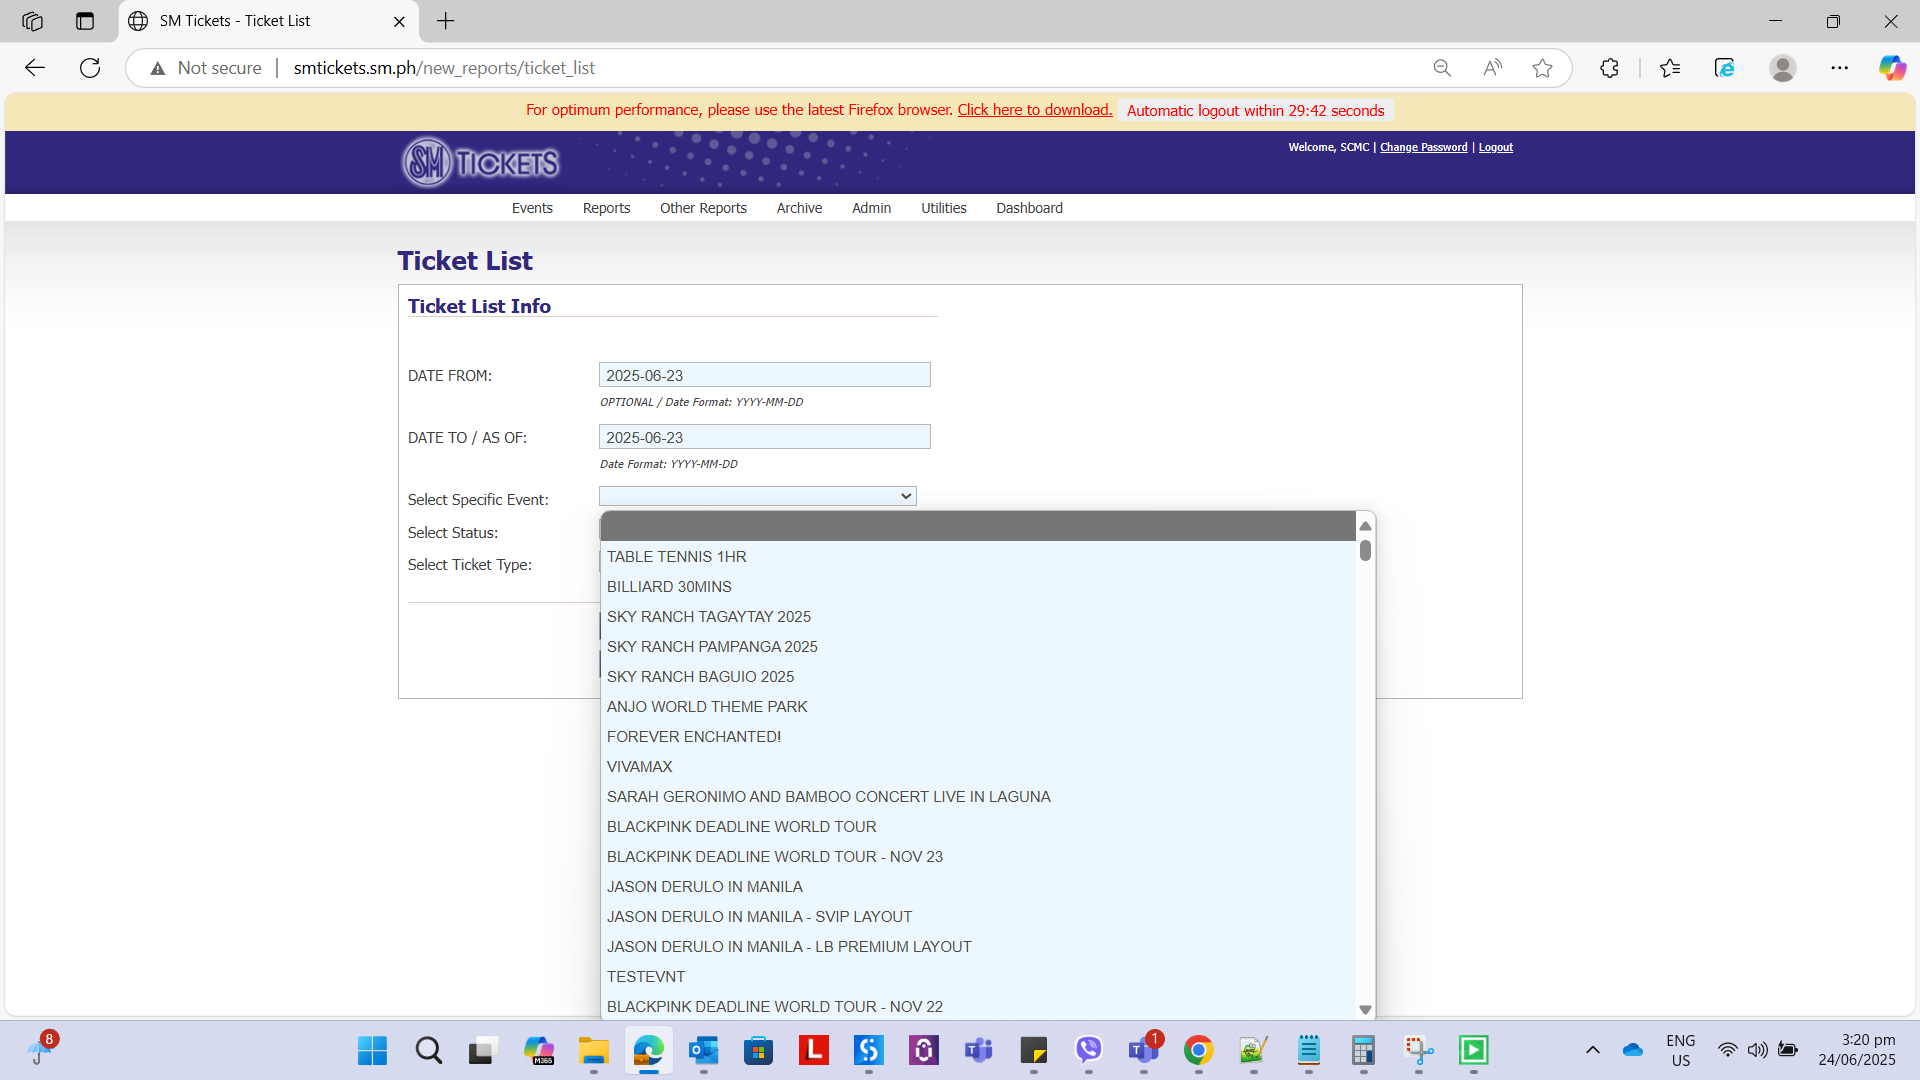 SM Tickets - Ticket List
Not secure
smtickets.sm.ph/new_reports/ticket_list
For optimum performance, please use the latest Firefox browser. Click here to download. Automatic logout within 29:42 seconds
SM TICKETS
Welcome, SCMC | Change Password | Logout
Events Reports Other Reports Archive Admin Utilities Dashboard
Ticket List
Ticket List Info
DATE FROM: 2025-06-23
OPTIONAL / Date Format: YYYY-MM-DD
DATE TO / AS OF: 2025-06-23
Date Format: YYYY-MM-DD
Select Specific Event:
Select Status:
Select Ticket Type:
TABLE TENNIS 1HR
BILLIARD 30MINS
SKY RANCH TAGAYTAY 2025
SKY RANCH PAMPANGA 2025
SKY RANCH BAGUIO 2025
ANJO WORLD THEME PARK
FOREVER ENCHANTED!
VIVAMAX
SARAH GERONIMO AND BAMBOO CONCERT LIVE IN LAGUNA
BLACKPINK DEADLINE WORLD TOUR
BLACKPINK DEADLINE WORLD TOUR - NOV 23
JASON DERULO IN MANILA
JASON DERULO IN MANILA - SVIP LAYOUT
JASON DERULO IN MANILA - LB PREMIUM LAYOUT
TESTEVNT
BLACKPINK DEADLINE WORLD TOUR - NOV 22
8
M365
L
1
ENG
US
3:20 pm
24/06/2025